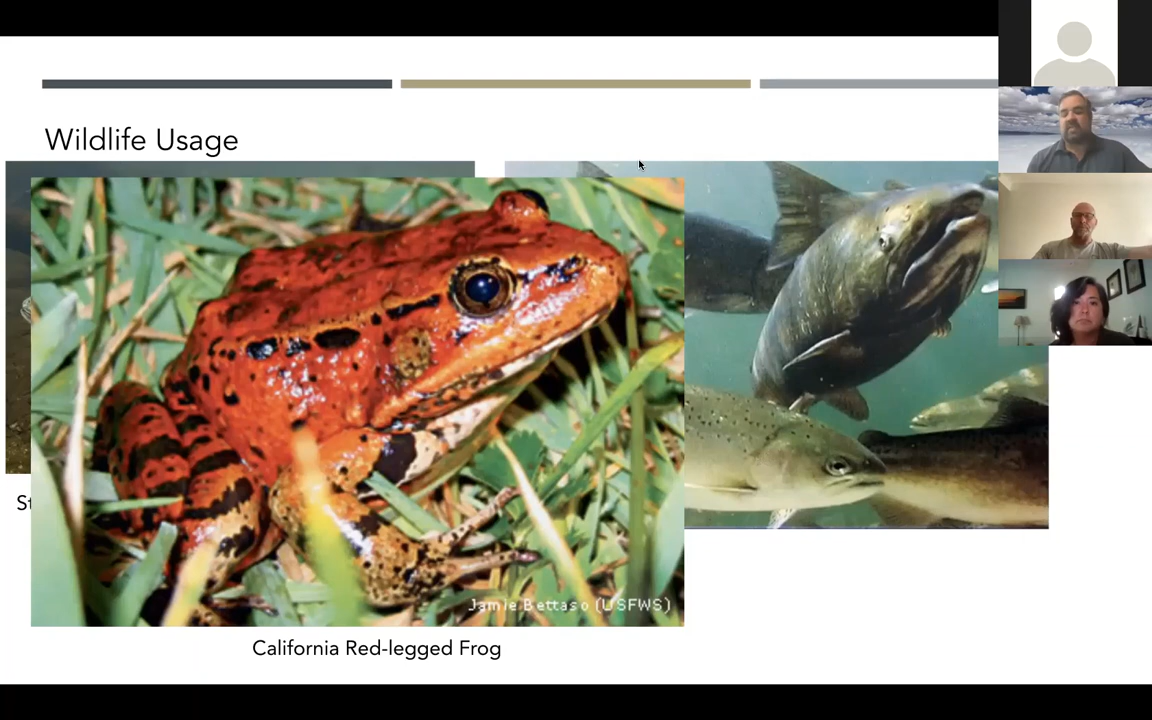 Wildlife Usage
St
Jamie Bettaso (USFWS)
California Red-legged Frog